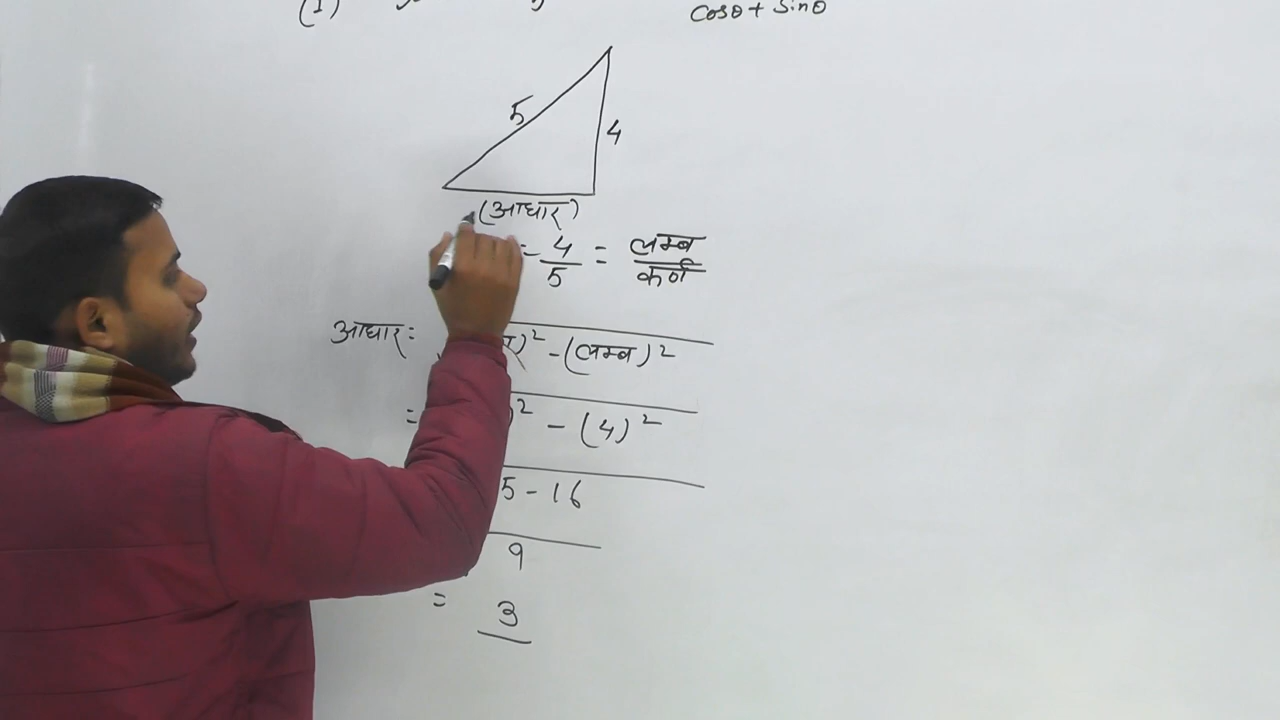 (1) cosθ + sinθ
5
4
(आधार)
= 4/5 = लम्ब/कर्ण
आधार = )² - (लम्ब)²
= )² - (4)²
5 - 16
9
= 3